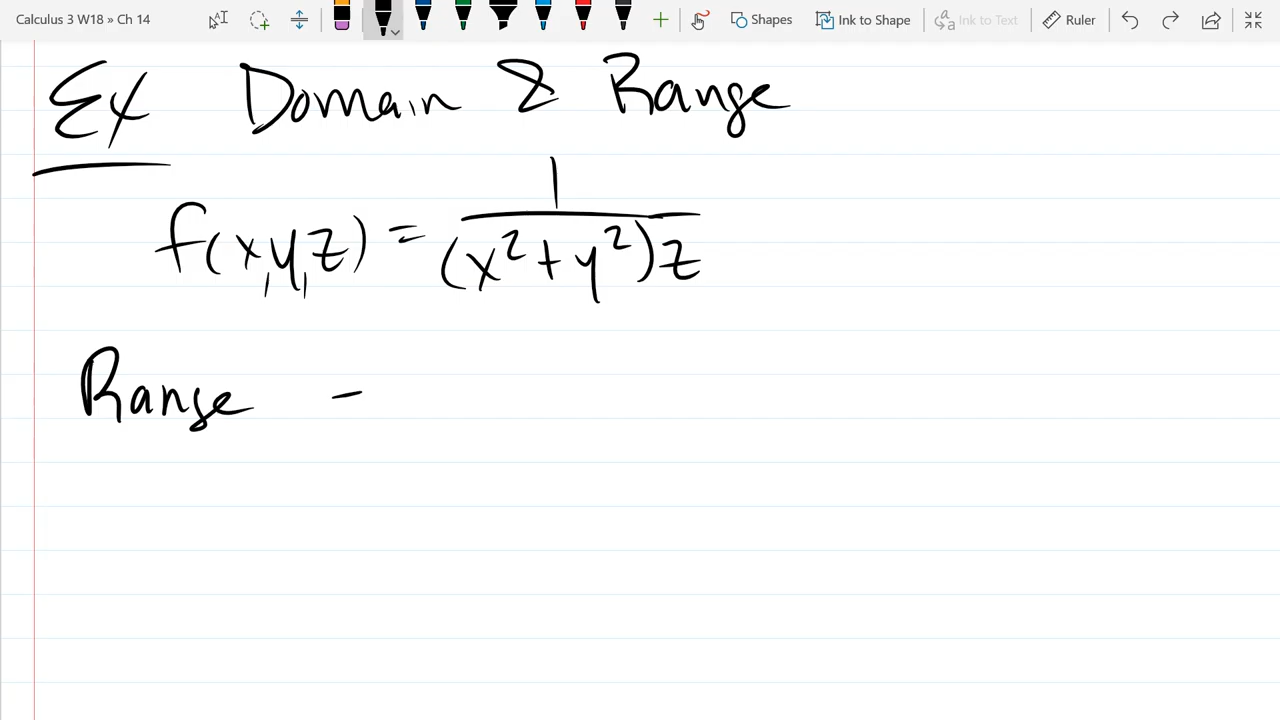 Calculus 3 W18 » Ch 14 Shapes Ink to Shape Ink to Text Ruler
Ex Domain & Range
f(x,y,z) = 1/((x²+y²)z)
Range -